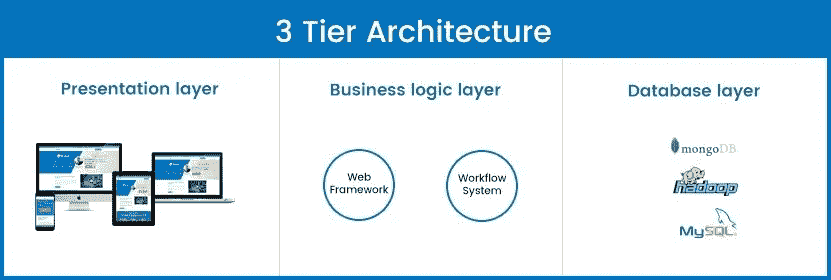 3 Tier Architecture
Presentation layer
Business logic layer
Database layer
Web
Framework
Workflow
System
mongoDB
hadoop
MySQL